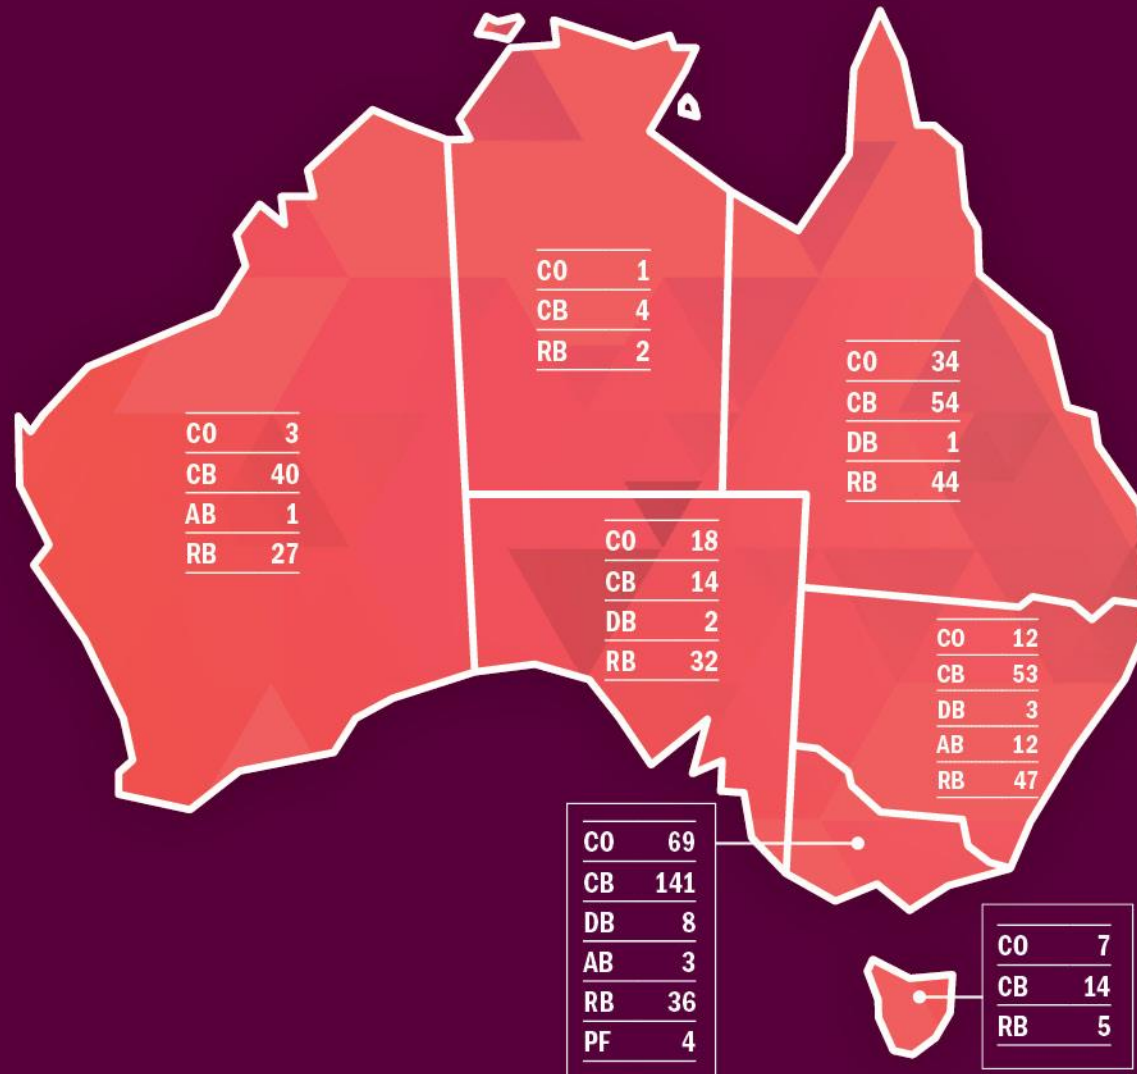 CO 1
CB 4
RB 2
CO 34
CB 54
DB 1
RB 44
CO 3
CB 40
AB 1
RB 27
CO 18
CB 14
DB 2
RB 32
CO 12
CB 53
DB 3
AB 12
RB 47
CO 69
CB 141
DB 8
AB 3
RB 36
PF 4
CO 7
CB 14
RB 5